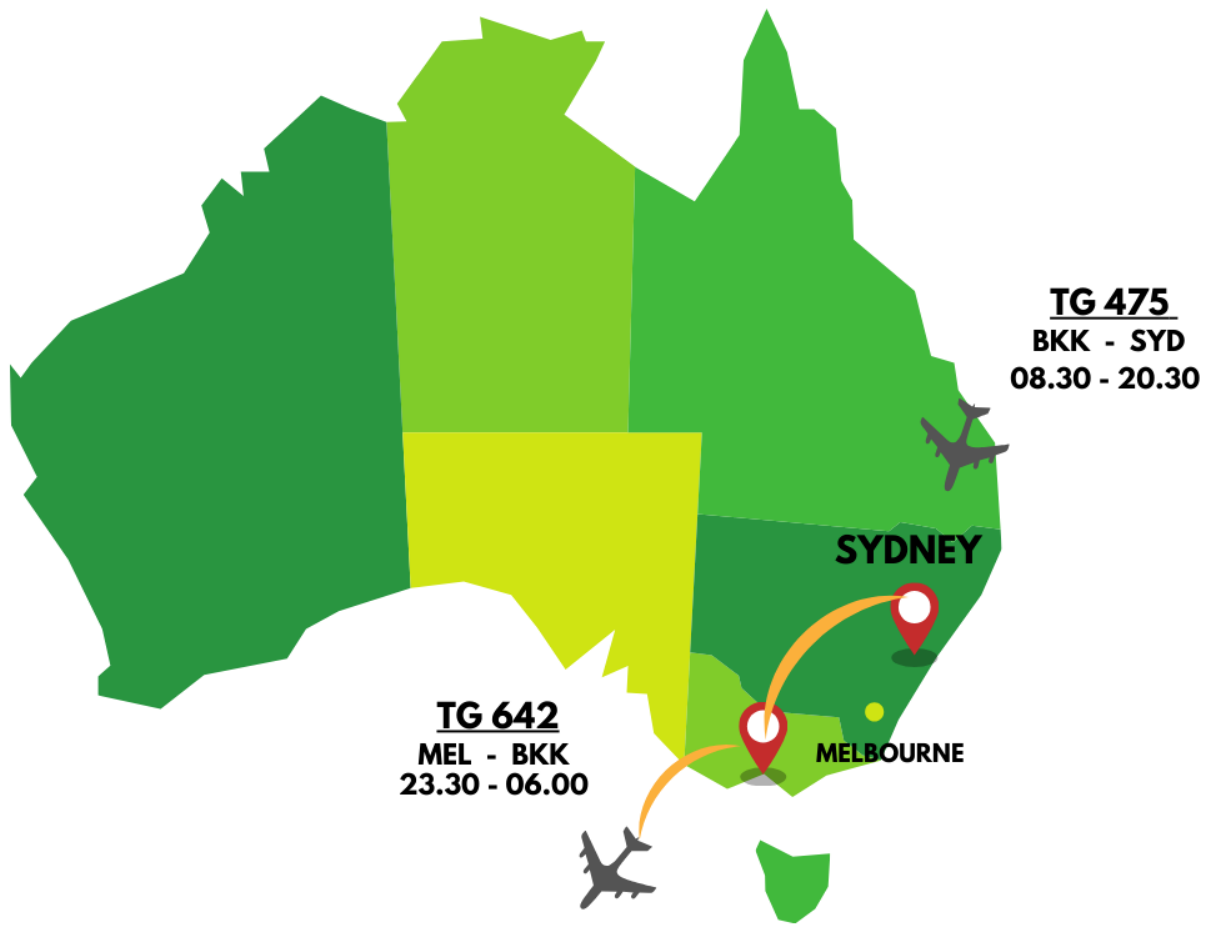 TG 475
BKK - SYD
08.30 - 20.30
SYDNEY
TG 642
MEL - BKK
23.30 - 06.00
MELBOURNE